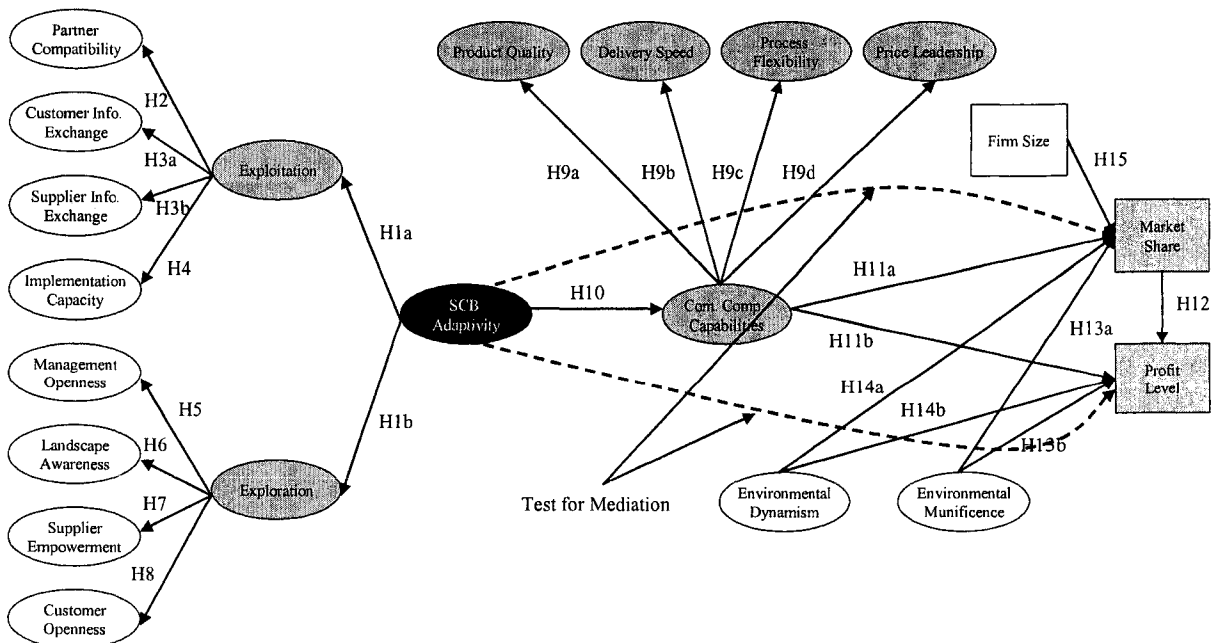 Partner
Compatibility
Customer Info.
Exchange
Supplier Info.
Exchange
Implementation
Capacity
Management
Openness
Landscape
Awareness
Supplier
Empowerment
Customer
Openness
H2
H3a
H3b
H4
H5
H6
H7
H8
Exploitation
Exploration
H1a
H1b
SCB
Adaptivity
H10
Product Quality
Delivery Speed
Process
Flexibility
Price Leadership
H9a
H9b
H9c
H9d
Com. Comp.
Capabilities
Firm Size
H15
Market
Share
H12
Profit
Level
H11a
H11b
H13a
H14a
H14b
H13b
Test for Mediation
Environmental
Dynamism
Environmental
Munificence